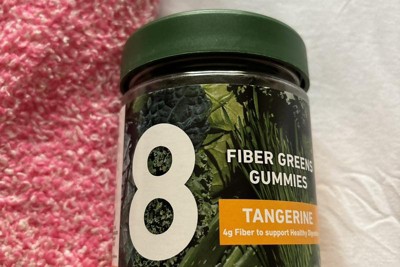 8
FIBER GREENS
GUMMIES
TANGERINE
4g Fiber to support Healthy